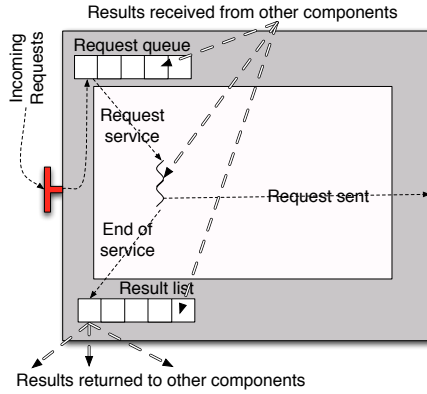 Results received from other components
Request queue
Incoming
Requests
Request
service
Request sent
End of
service
Result list
Results returned to other components